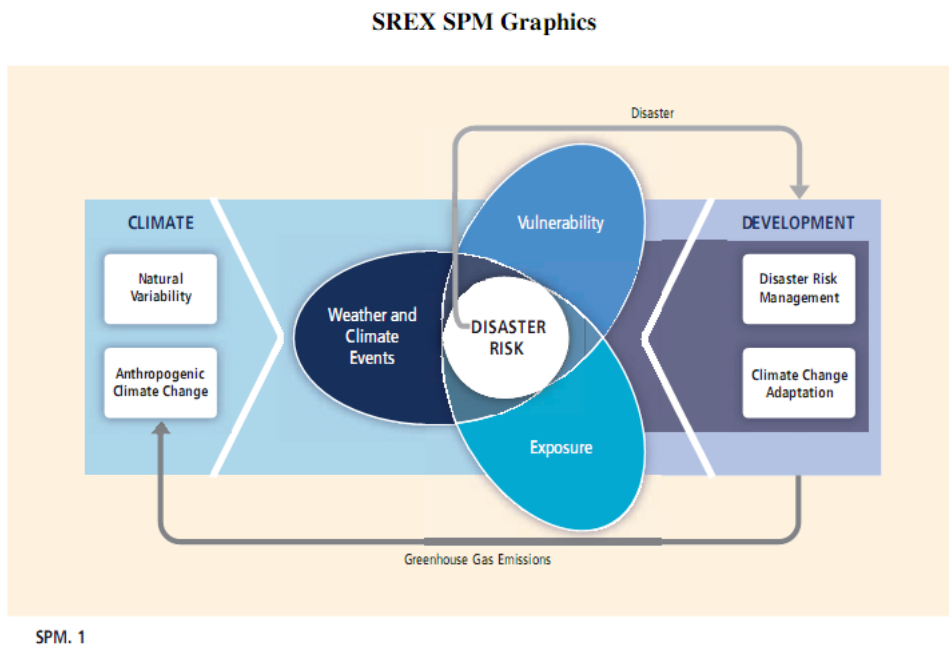 SREX SPM Graphics
Disaster
CLIMATE
Natural
Variability
Anthropogenic
Climate Change
Weather and
Climate
Events
Vulnerability
DISASTER
RISK
Exposure
DEVELOPMENT
Disaster Risk
Management
Climate Change
Adaptation
Greenhouse Gas Emissions
SPM. 1